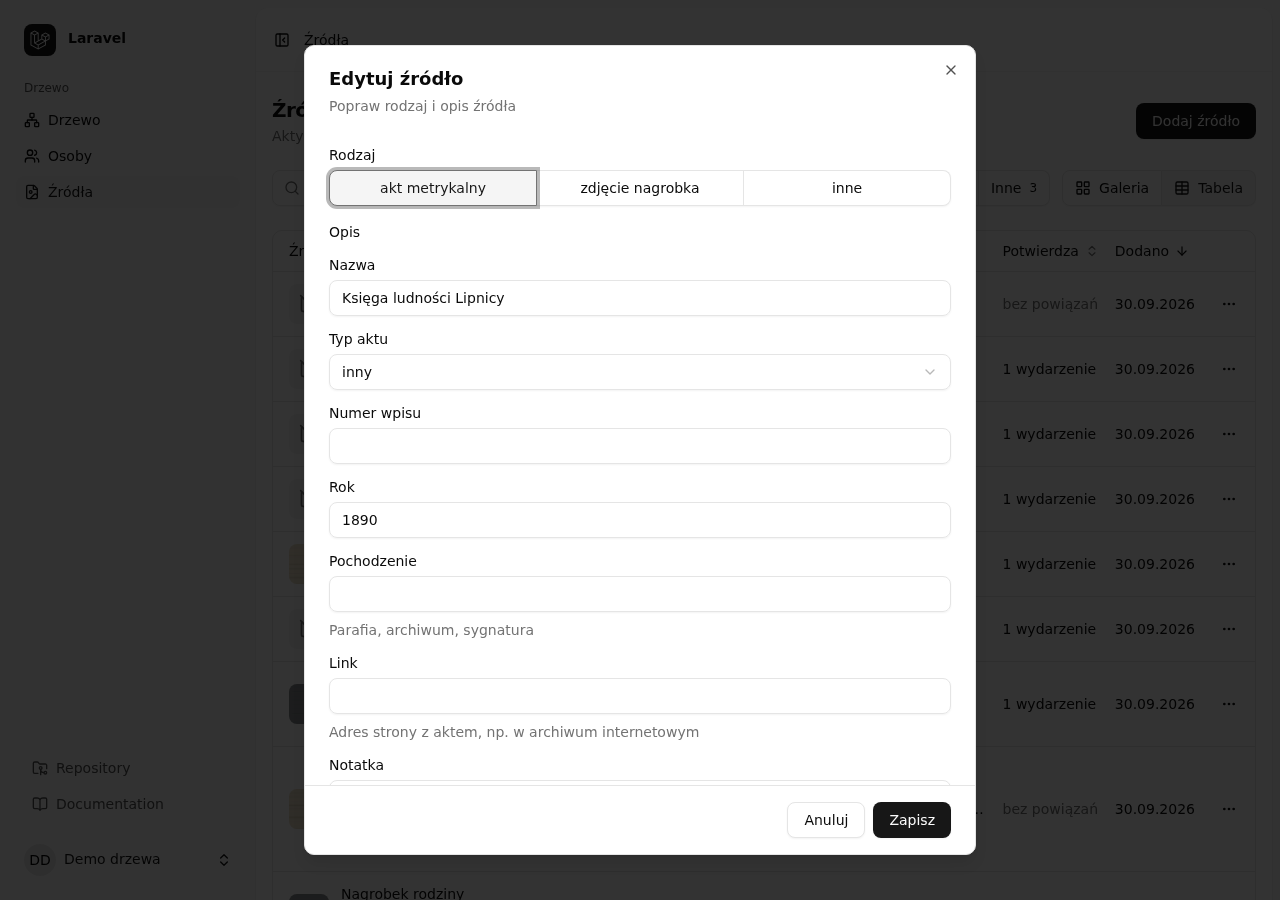 Laravel
Źródła
Drzewo
Drzewo
Osoby
Źródła
Dodaj źródło
Inne 3
Galeria
Tabela
Potwierdza
Dodano
bez powiązań 30.09.2026
1 wydarzenie 30.09.2026
1 wydarzenie 30.09.2026
1 wydarzenie 30.09.2026
1 wydarzenie 30.09.2026
1 wydarzenie 30.09.2026
1 wydarzenie 30.09.2026
bez powiązań 30.09.2026
Nagrobek rodziny
Edytuj źródło
Popraw rodzaj i opis źródła
Rodzaj
akt metrykalny
zdjęcie nagrobka
inne
Opis
Nazwa
Księga ludności Lipnicy
Typ aktu
inny
Numer wpisu
Rok
1890
Pochodzenie
Parafia, archiwum, sygnatura
Link
Adres strony z aktem, np. w archiwum internetowym
Notatka
Anuluj
Zapisz
Repository
Documentation
DD Demo drzewa